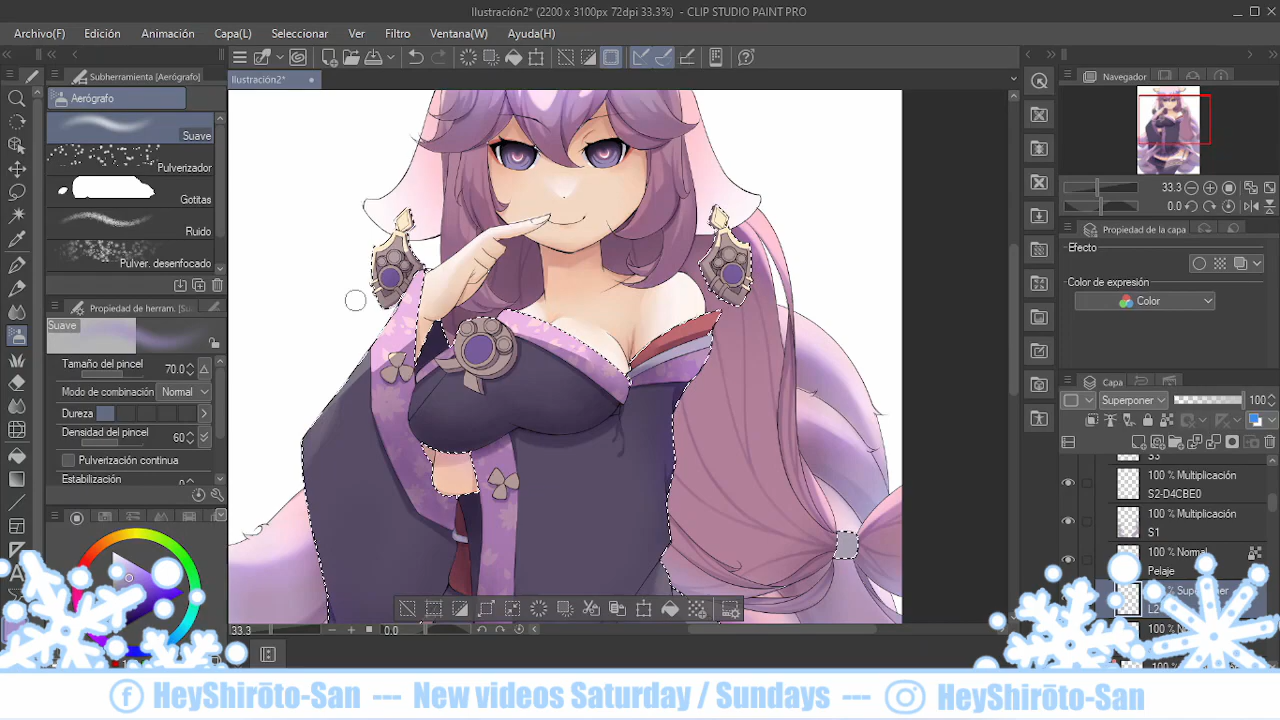 Ilustración2* (2200 x 3100px 72dpi 33.3%) - CLIP STUDIO PAINT PRO
Archivo(F) Edición Animación Capa(L) Seleccionar Ver Filtro Ventana(W) Ayuda(H)
Subherramienta [Aerógrafo]
Ilustración2*
Navegador
Aerógrafo
Suave
Pulverizador
Gotitas
Ruido
Pulver. desenfocado
33.3
0.0
Propiedad de la capa
Efecto
Color de expresión
Color
Propiedad de herram. [Su
Suave
Tamaño del pincel 70.0
Modo de combinación Normal
Dureza
Densidad del pincel 60
Pulverización continua
Estabilización
Capa
Superponer 100
S3
100 % Multiplicación
S2-D4CBE0
100 % Multiplicación
S1
100 % Normal
Pelaje
33.3 0.0
HeyShirōto-San --- New videos Saturday / Sundays --- HeyShirōto-San